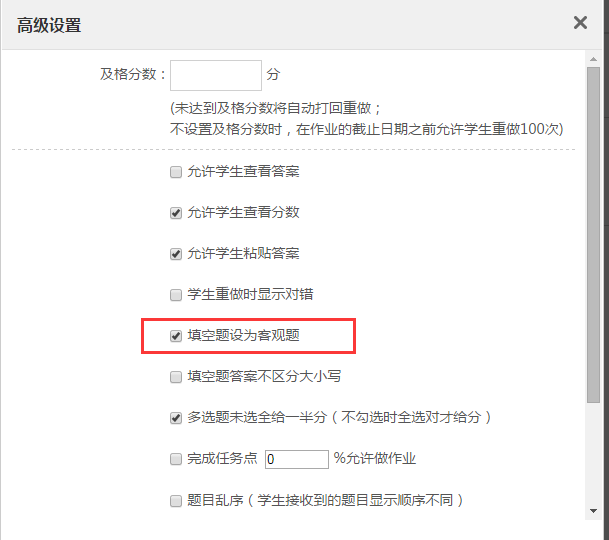 高级设置
及格分数： 分
(未达到及格分数将自动打回重做；
不设置及格分数时，在作业的截止日期之前允许学生重做100次)
允许学生查看答案
允许学生查看分数
允许学生粘贴答案
学生重做时显示对错
填空题设为客观题
填空题答案不区分大小写
多选题未选全给一半分（不勾选时全选对才给分）
完成任务点 0 %允许做作业
题目乱序（学生接收到的题目显示顺序不同）